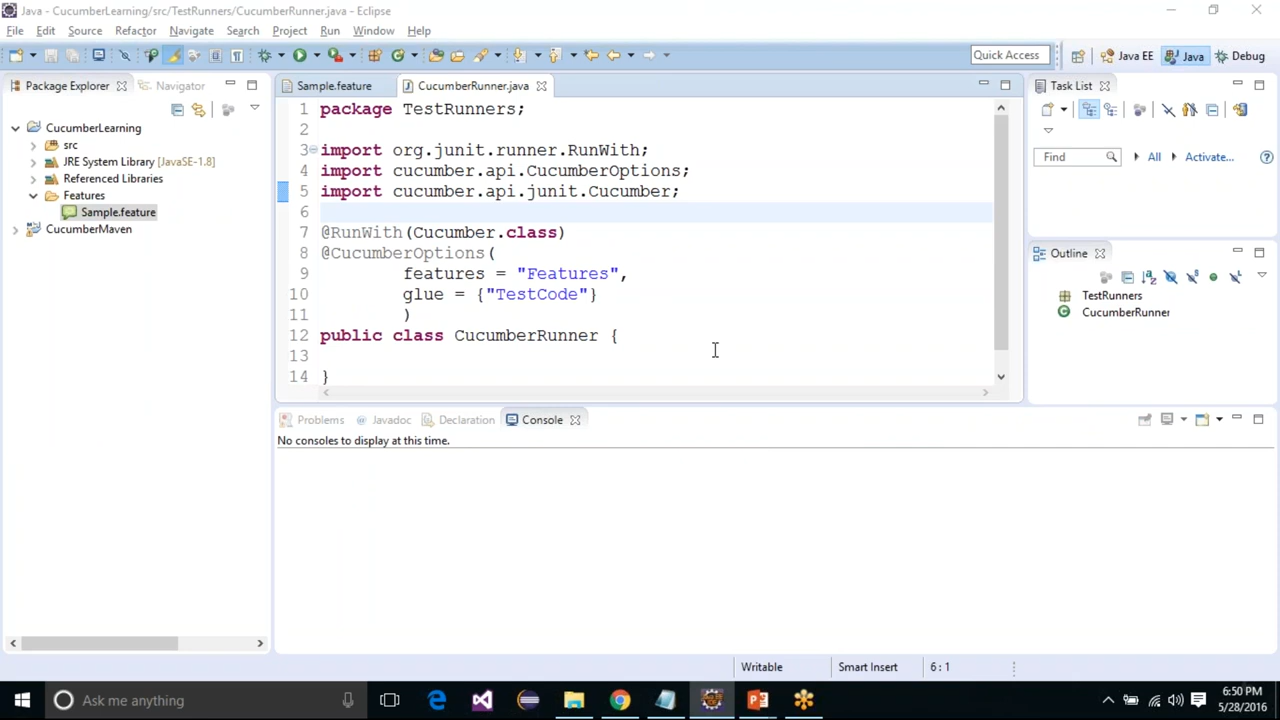 Java - CucumberLearning/src/TestRunners/CucumberRunner.java - Eclipse
File Edit Source Refactor Navigate Search Project Run Window Help
Quick Access Java EE Java Debug
Package Explorer Navigator
CucumberLearning
src
JRE System Library [JavaSE-1.8]
Referenced Libraries
Features
Sample.feature
CucumberMaven
Sample.feature CucumberRunner.java
1 package TestRunners;
2
3 import org.junit.runner.RunWith;
4 import cucumber.api.CucumberOptions;
5 import cucumber.api.junit.Cucumber;
6
7 @RunWith(Cucumber.class)
8 @CucumberOptions(
9 features = "Features",
10 glue = {"TestCode"}
11 )
12 public class CucumberRunner {
13
14 }
Task List
Find All Activate...
Outline
TestRunners
CucumberRunner
Problems Javadoc Declaration Console
No consoles to display at this time.
Writable Smart Insert 6 : 1
Ask me anything
6:50 PM
5/28/2016